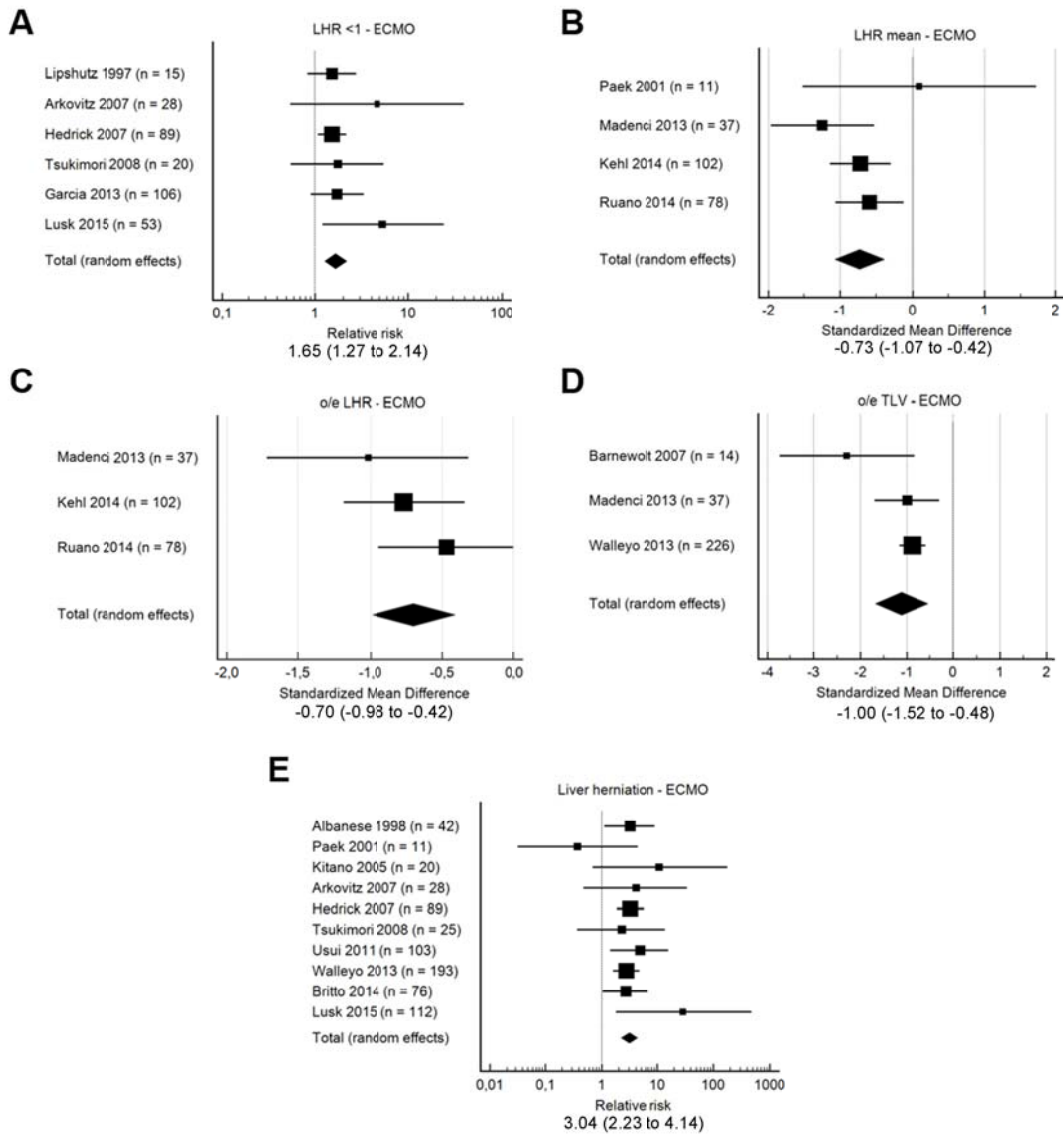 A
LHR <1 - ECMO
Lipshutz 1997 (n = 15)
Arkovitz 2007 (n = 28)
Hedrick 2007 (n = 89)
Tsukimori 2008 (n = 20)
Garcia 2013 (n = 106)
Lusk 2015 (n = 53)
Total (random effects)
0,1 1 10 100
Relative risk
1.65 (1.27 to 2.14)
B
LHR mean - ECMO
Paek 2001 (n = 11)
Madenci 2013 (n = 37)
Kehl 2014 (n = 102)
Ruano 2014 (n = 78)
Total (random effects)
-2 -1 0 1 2
Standardized Mean Difference
-0.73 (-1.07 to -0.42)
C
o/e LHR - ECMO
Madenci 2013 (n = 37)
Kehl 2014 (n = 102)
Ruano 2014 (n = 78)
Total (random effects)
-2,0 -1,5 -1,0 -0,5 0,0
Standardized Mean Difference
-0.70 (-0.98 to -0.42)
D
o/e TLV - ECMO
Barnewolt 2007 (n = 14)
Madenci 2013 (n = 37)
Walleyo 2013 (n = 226)
Total (random effects)
-4 -3 -2 -1 0 1 2
Standardized Mean Difference
-1.00 (-1.52 to -0.48)
E
Liver herniation - ECMO
Albanese 1998 (n = 42)
Paek 2001 (n = 11)
Kitano 2005 (n = 20)
Arkovitz 2007 (n = 28)
Hedrick 2007 (n = 89)
Tsukimori 2008 (n = 25)
Usui 2011 (n = 103)
Walleyo 2013 (n = 193)
Britto 2014 (n = 76)
Lusk 2015 (n = 112)
Total (random effects)
0,01 0,1 1 10 100 1000
Relative risk
3.04 (2.23 to 4.14)